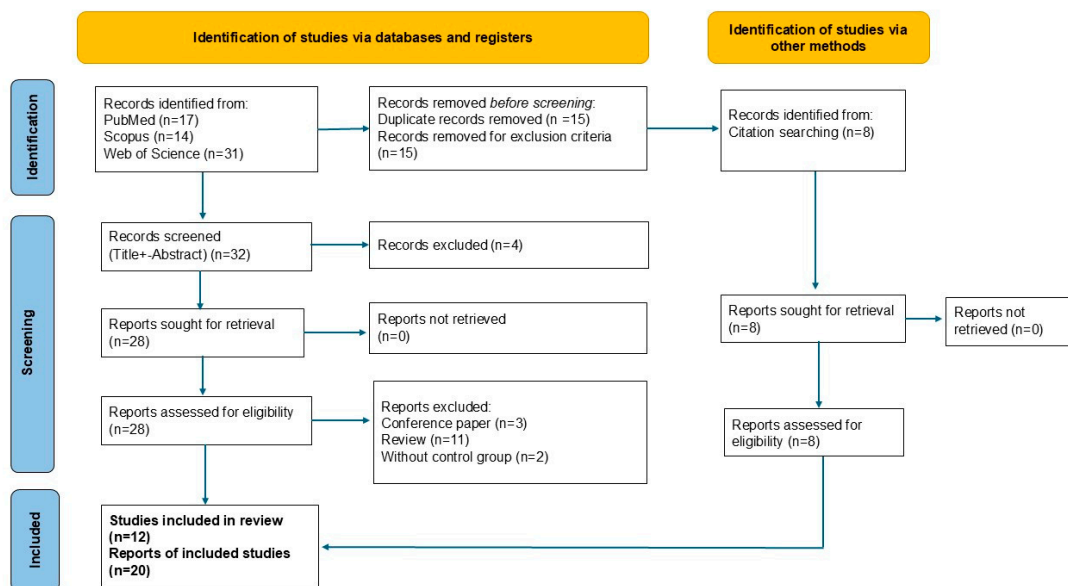 Identification of studies via databases and registers
Identification of studies via
other methods
Identification
Records identified from:
PubMed (n=17)
Scopus (n=14)
Web of Science (n=31)
Records removed before screening:
Duplicate records removed (n =15)
Records removed for exclusion criteria
(n=15)
Records identified from:
Citation searching (n=8)
Screening
Records screened
(Title+-Abstract) (n=32)
Records excluded (n=4)
Reports sought for retrieval
(n=28)
Reports not retrieved
(n=0)
Reports sought for retrieval
(n=8)
Reports not
retrieved (n=0)
Reports assessed for eligibility
(n=28)
Reports excluded:
Conference paper (n=3)
Review (n=11)
Without control group (n=2)
Reports assessed for
eligibility (n=8)
Included
Studies included in review
(n=12)
Reports of included studies
(n=20)